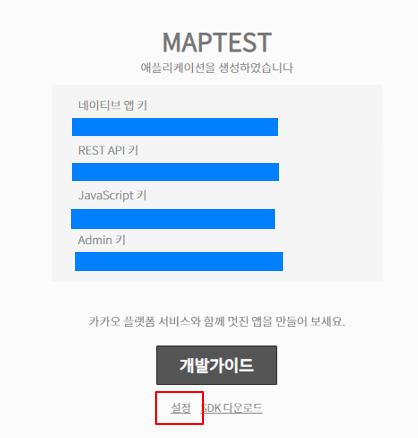 MAPTEST
애플리케이션을 생성하였습니다
네이티브 앱 키
REST API 키
JavaScript 키
Admin 키
카카오 플랫폼 서비스와 함께 멋진 앱을 만들어 보세요.
개발가이드
설정 SDK 다운로드